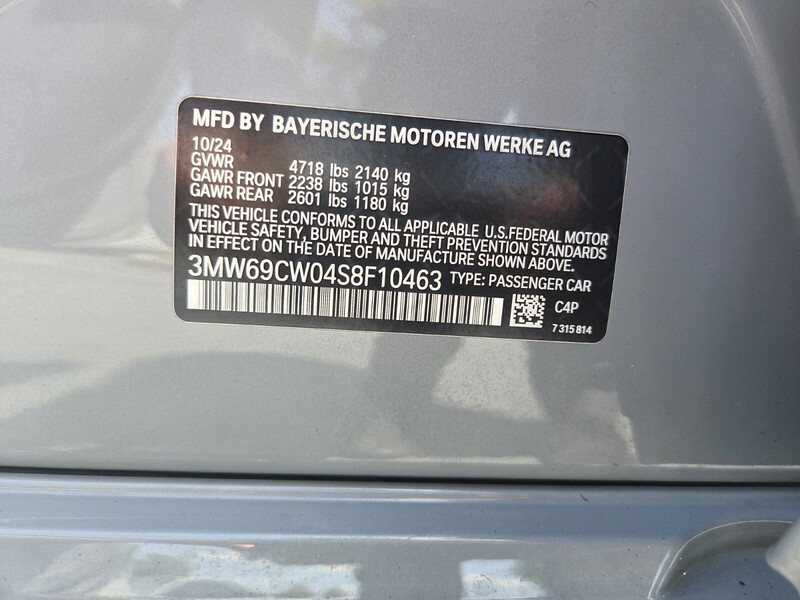 MFD BY BAYERISCHE MOTOREN WERKE AG
10/24
GVWR 4718 lbs 2140 kg
GAWR FRONT 2238 lbs 1015 kg
GAWR REAR 2601 lbs 1180 kg
THIS VEHICLE CONFORMS TO ALL APPLICABLE U.S.FEDERAL MOTOR
VEHICLE SAFETY, BUMPER AND THEFT PREVENTION STANDARDS
IN EFFECT ON THE DATE OF MANUFACTURE SHOWN ABOVE.
3MW69CW04S8F10463 TYPE: PASSENGER CAR
C4P
7 315 814